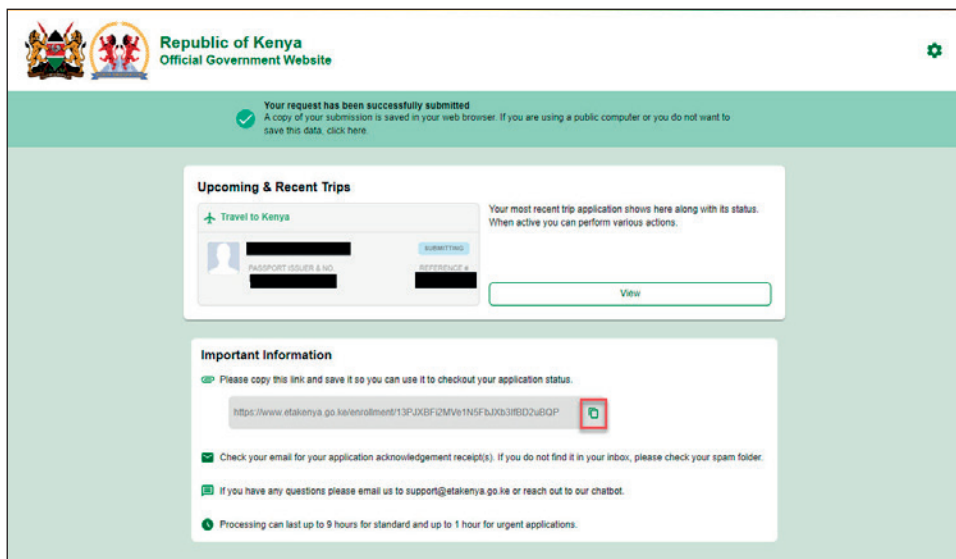 Republic of Kenya
Official Government Website
Your request has been successfully submitted
A copy of your submission is saved in your web browser. If you are using a public computer or you do not want to
save this data, click here.
Upcoming & Recent Trips
Travel to Kenya
SUBMITTING
PASSPORT ISSUER & NO.
REFERENCE #
Your most recent trip application shows here along with its status.
When active you can perform various actions.
View
Important Information
Please copy this link and save it so you can use it to checkout your application status.
https://www.etakenya.go.ke/enrollment/13PJXBFi2MVe1N5FbJXb3IfBD2uBQP
Check your email for your application acknowledgement receipt(s). If you do not find it in your inbox, please check your spam folder.
If you have any questions please email us to support@etakenya.go.ke or reach out to our chatbot.
Processing can last up to 9 hours for standard and up to 1 hour for urgent applications.